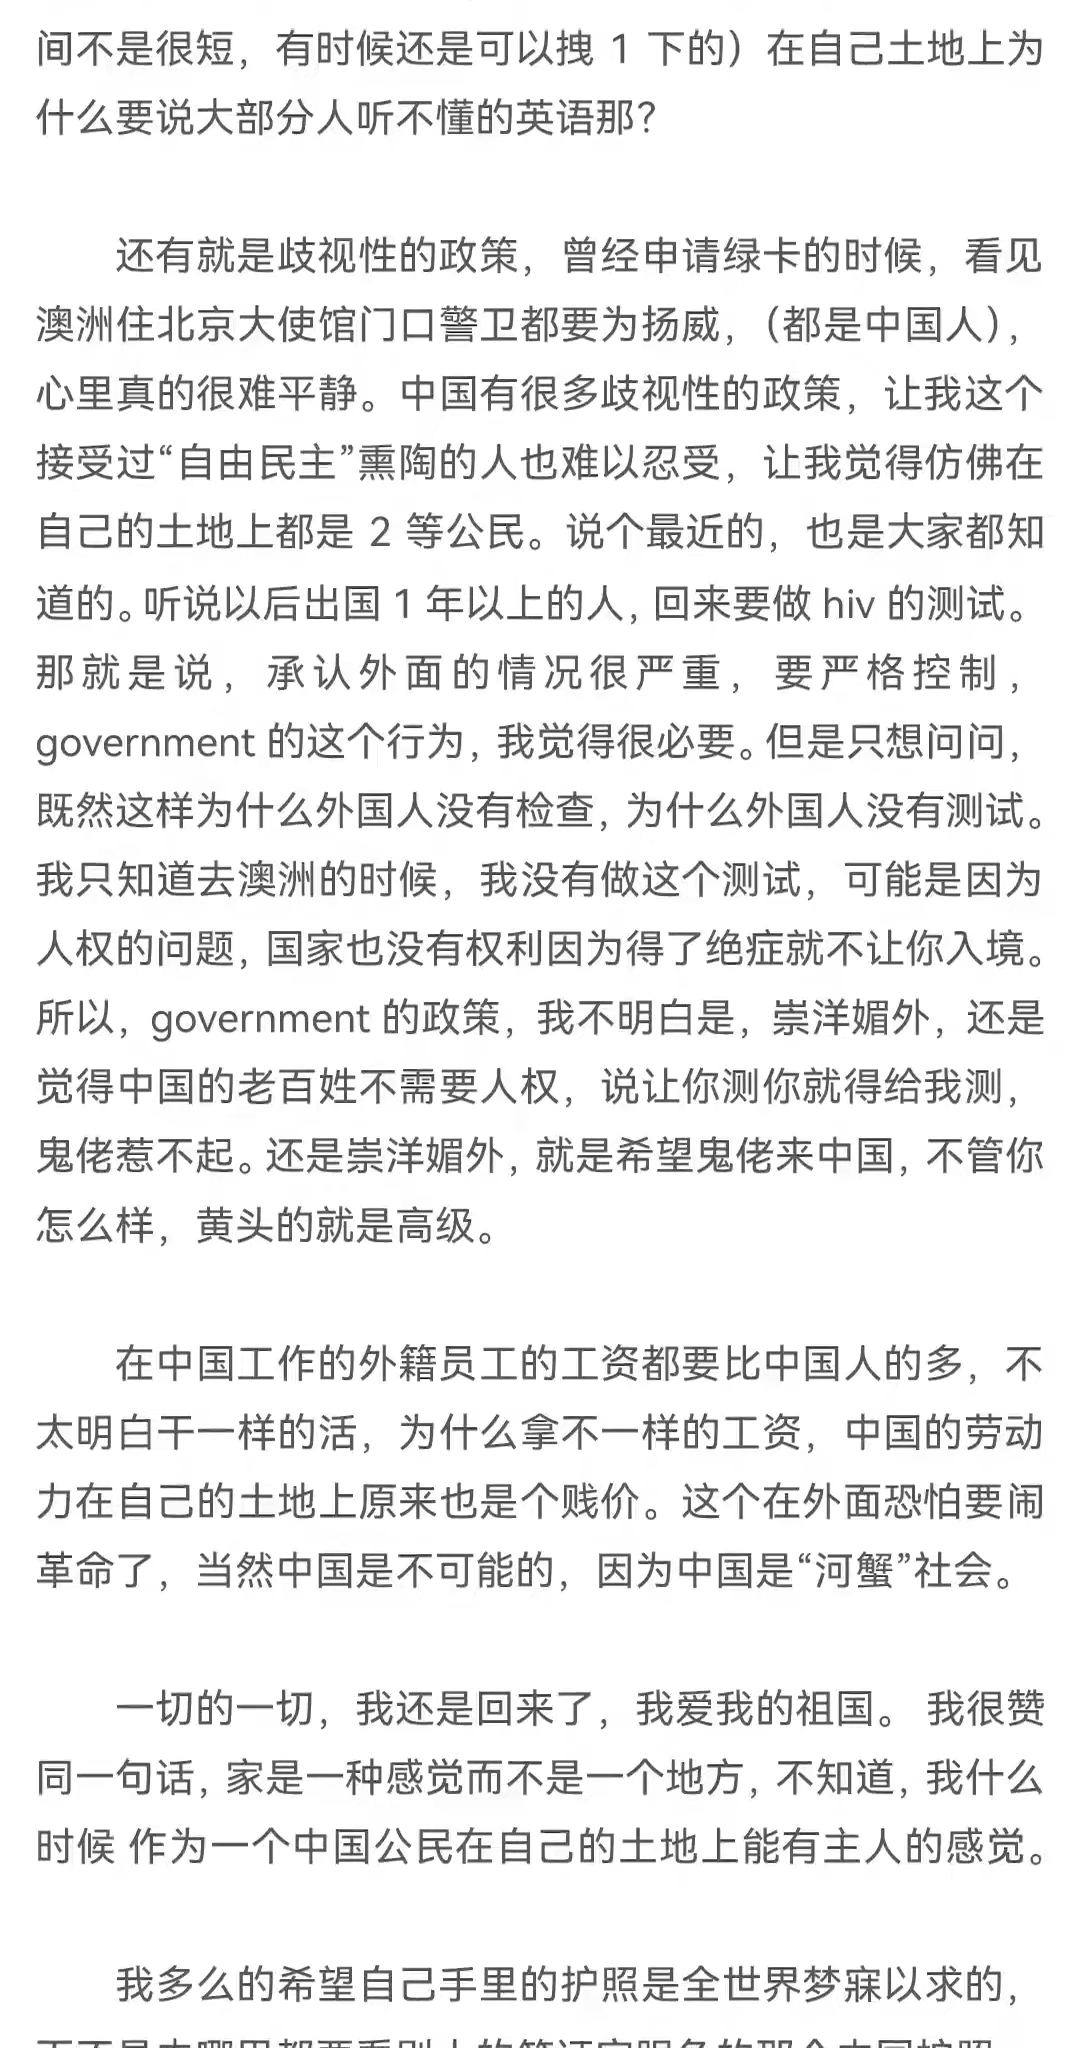 间不是很短，有时候还是可以拽 1 下的）在自己土地上为
什么要说大部分人听不懂的英语那？
还有就是歧视性的政策，曾经申请绿卡的时候，看见
澳洲住北京大使馆门口警卫都要为扬威，（都是中国人），
心里真的很难平静。中国有很多歧视性的政策，让我这个
接受过“自由民主”熏陶的人也难以忍受，让我觉得仿佛在
自己的土地上都是 2 等公民。说个最近的，也是大家都知
道的。听说以后出国 1 年以上的人，回来要做 hiv 的测试。
那就是说，承认外面的情况很严重，要严格控制，
government 的这个行为，我觉得很必要。但是只想问问，
既然这样为什么外国人没有检查，为什么外国人没有测试。
我只知道去澳洲的时候，我没有做这个测试，可能是因为
人权的问题，国家也没有权利因为得了绝症就不让你入境。
所以，government 的政策，我不明白是，崇洋媚外，还是
觉得中国的老百姓不需要人权，说让你测你就得给我测，
鬼佬惹不起。还是崇洋媚外，就是希望鬼佬来中国，不管你
怎么样，黄头的就是高级。
在中国工作的外籍员工的工资都要比中国人的多，不
太明白干一样的活，为什么拿不一样的工资，中国的劳动
力在自己的土地上原来也是个贱价。这个在外面恐怕要闹
革命了，当然中国是不可能的，因为中国是“河蟹”社会。
一切的一切，我还是回来了，我爱我的祖国。 我很赞
同一句话，家是一种感觉而不是一个地方，不知道，我什么
时候 作为一个中国公民在自己的土地上能有主人的感觉。
我多么的希望自己手里的护照是全世界梦寐以求的，